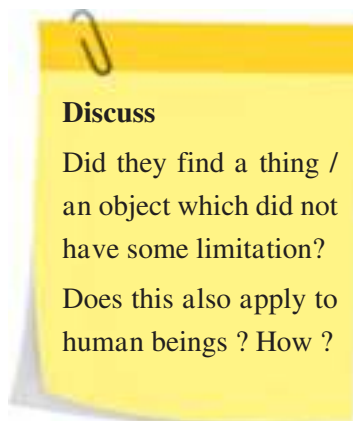 Discuss
Did they find a thing /
an object which did not
have some limitation?
Does this also apply to
human beings ? How ?